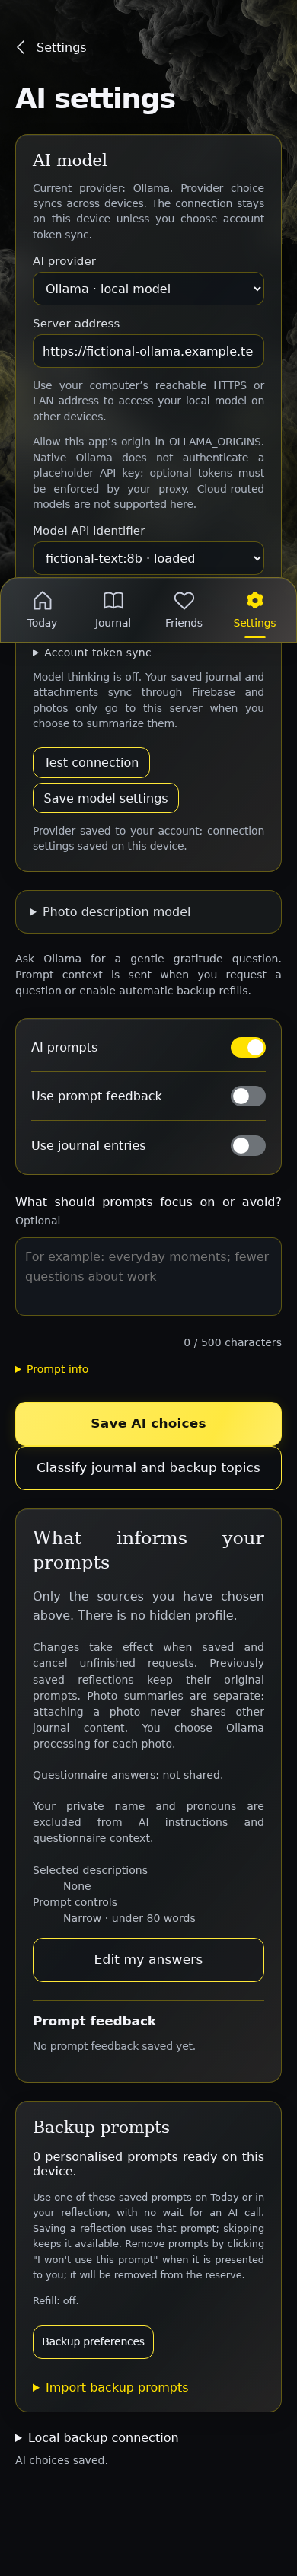 Settings
AI settings
AI model
Current provider: Ollama. Provider choice
syncs across devices. The connection stays
on this device unless you choose account
token sync.
AI provider
Ollama · local model
Server address
https://fictional-ollama.example.te
Use your computer’s reachable HTTPS or
LAN address to access your local model on
other devices.
Allow this app’s origin in OLLAMA_ORIGINS.
Native Ollama does not authenticate a
placeholder API key; optional tokens must
be enforced by your proxy. Cloud-routed
models are not supported here.
Model API identifier
fictional-text:8b · loaded
Today
Journal
Friends
Settings
Account token sync
Model thinking is off. Your saved journal and
attachments sync through Firebase and
photos only go to this server when you
choose to summarize them.
Test connection
Save model settings
Provider saved to your account; connection
settings saved on this device.
Photo description model
Ask Ollama for a gentle gratitude question.
Prompt context is sent when you request a
question or enable automatic backup refills.
AI prompts
Use prompt feedback
Use journal entries
What should prompts focus on or avoid?
Optional
For example: everyday moments; fewer
questions about work
0 / 500 characters
Prompt info
Save AI choices
Classify journal and backup topics
What informs your
prompts
Only the sources you have chosen
above. There is no hidden profile.
Changes take effect when saved and
cancel unfinished requests. Previously
saved reflections keep their original
prompts. Photo summaries are separate:
attaching a photo never shares other
journal content. You choose Ollama
processing for each photo.
Questionnaire answers: not shared.
Your private name and pronouns are
excluded from AI instructions and
questionnaire context.
Selected descriptions
None
Prompt controls
Narrow · under 80 words
Edit my answers
Prompt feedback
No prompt feedback saved yet.
Backup prompts
0 personalised prompts ready on this
device.
Use one of these saved prompts on Today or in
your reflection, with no wait for an AI call.
Saving a reflection uses that prompt; skipping
keeps it available. Remove prompts by clicking
"I won't use this prompt" when it is presented
to you; it will be removed from the reserve.
Refill: off.
Backup preferences
Import backup prompts
Local backup connection
AI choices saved.